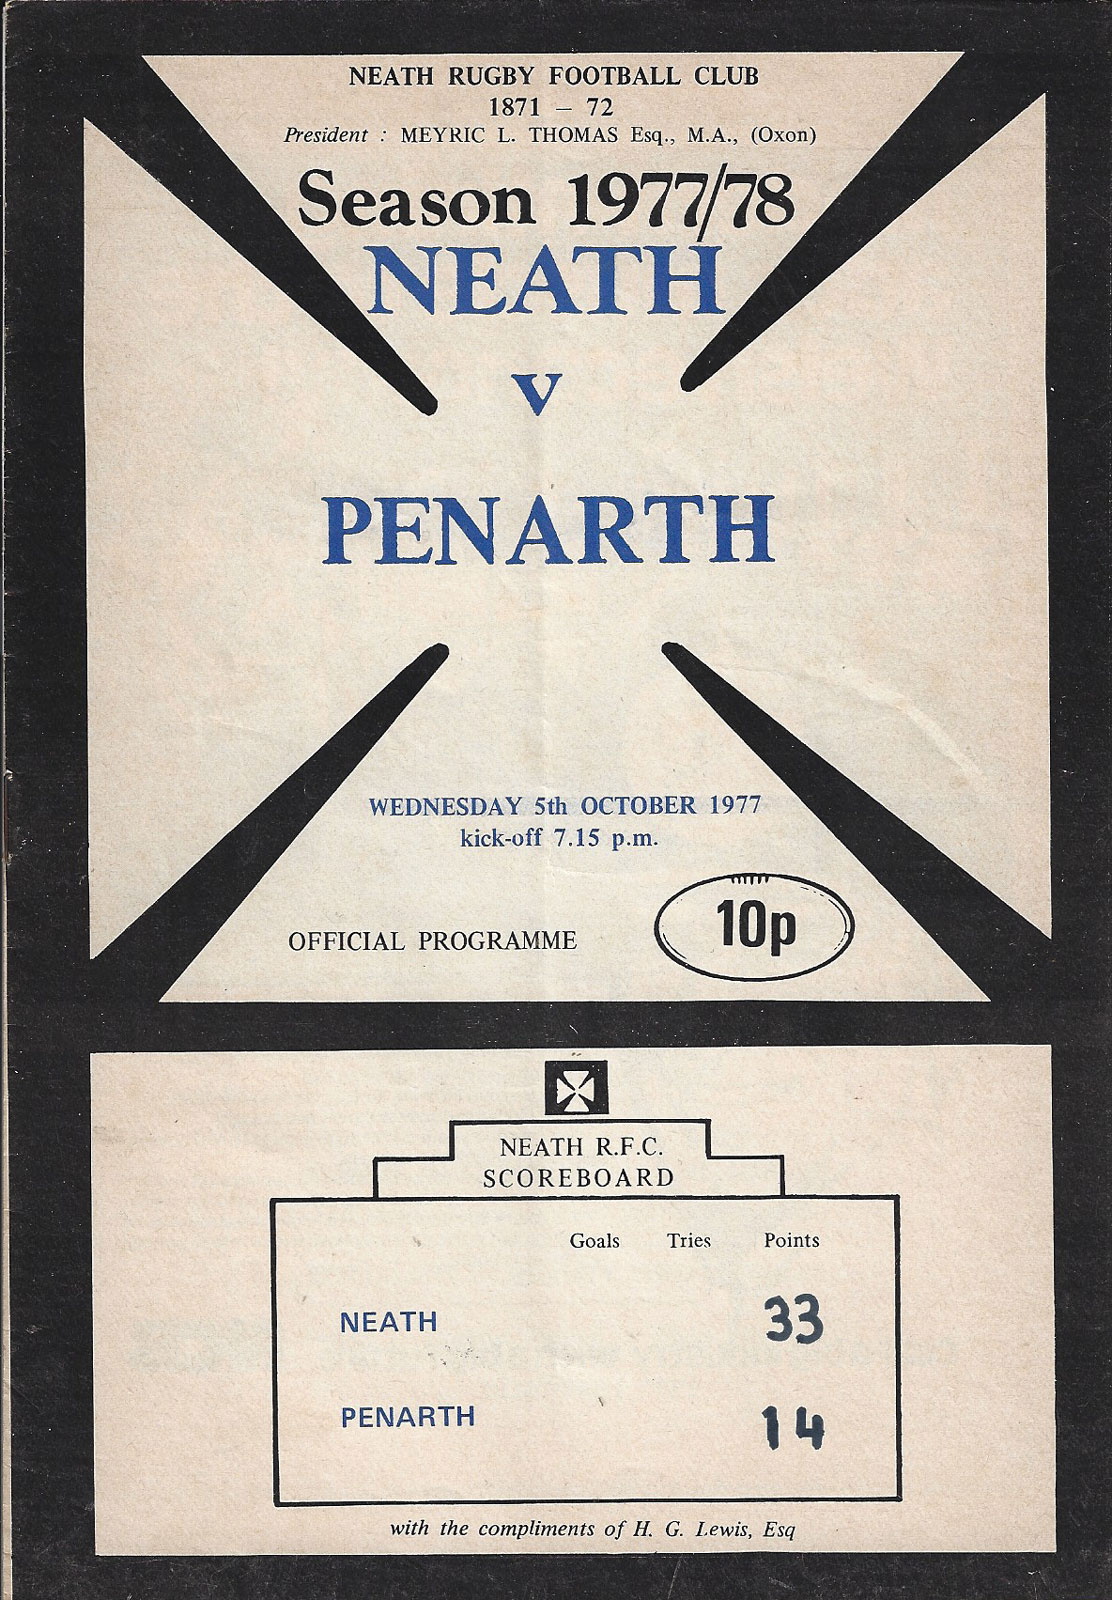 NEATH RUGBY FOOTBALL CLUB
1871 – 72
President : MEYRIC L. THOMAS Esq., M.A., (Oxon)
Season 1977/78
NEATH
v
PENARTH
WEDNESDAY 5th OCTOBER 1977
kick-off 7.15 p.m.
OFFICIAL PROGRAMME
10p
NEATH R.F.C.
SCOREBOARD
Goals Tries Points
NEATH 33
PENARTH 14
with the compliments of H. G. Lewis, Esq